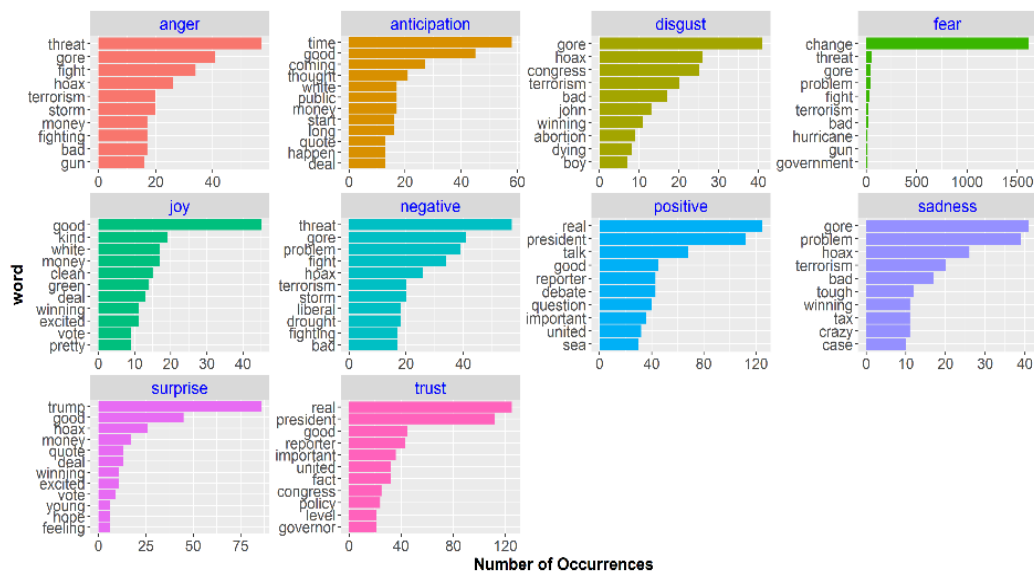 anger
threat
gore
fight
hoax
terrorism
storm
money
fighting
bad
gun
0 20 40
anticipation
time
good
coming
thought
white
public
money
start
long
quote
happen
deal
0 20 40 60
disgust
gore
hoax
congress
terrorism
bad
john
winning
abortion
dying
boy
0 10 20 30 40
fear
change
threat
gore
problem
fight
terrorism
bad
hurricane
gun
government
0 500 1000 1500
word
joy
good
kind
white
money
clean
green
deal
winning
excited
vote
pretty
0 10 20 30 40
negative
threat
gore
problem
fight
hoax
terrorism
storm
liberal
drought
fighting
bad
0 20 40
positive
real
president
talk
good
reporter
debate
question
important
united
sea
0 40 80 120
sadness
gore
problem
hoax
terrorism
bad
tough
winning
tax
crazy
case
0 10 20 30 40
surprise
trump
good
hoax
money
quote
deal
winning
excited
vote
young
hope
feeling
0 25 50 75
trust
real
president
good
reporter
important
united
fact
congress
policy
level
governor
0 40 80 120
Number of Occurrences